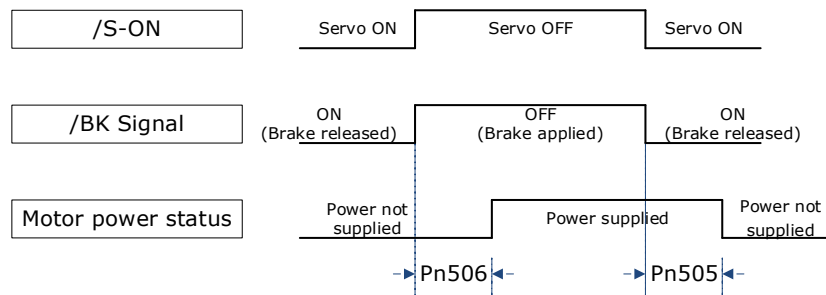 /S-ON
Servo ON
Servo OFF
Servo ON
/BK Signal
ON
(Brake released)
OFF
(Brake applied)
ON
(Brake released)
Motor power status
Power not
supplied
Power supplied
Power not
supplied
Pn506
Pn505